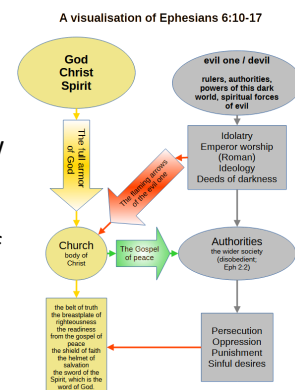 A visualisation of Ephesians 6:10-17
God
Christ
Spirit
evil one / devil
rulers, authorities,
powers of this dark
world, spiritual forces
of evil
The full armor
of God
The flaming arrows
of the evil one
Idolatry
Emperor worship
(Roman)
Ideology
Deeds of darkness
Church
body of
Christ
The Gospel
of peace
Authorities
the wider society
(disobedient,
Eph 2:2)
the belt of truth
the breastplate of
righteousness
the readiness
from the gospel of
peace
the shield of faith
the helmet of
salvation
the sword of the
Spirit, which is the
word of God.
Persecution
Oppression
Punishment
Sinful desires